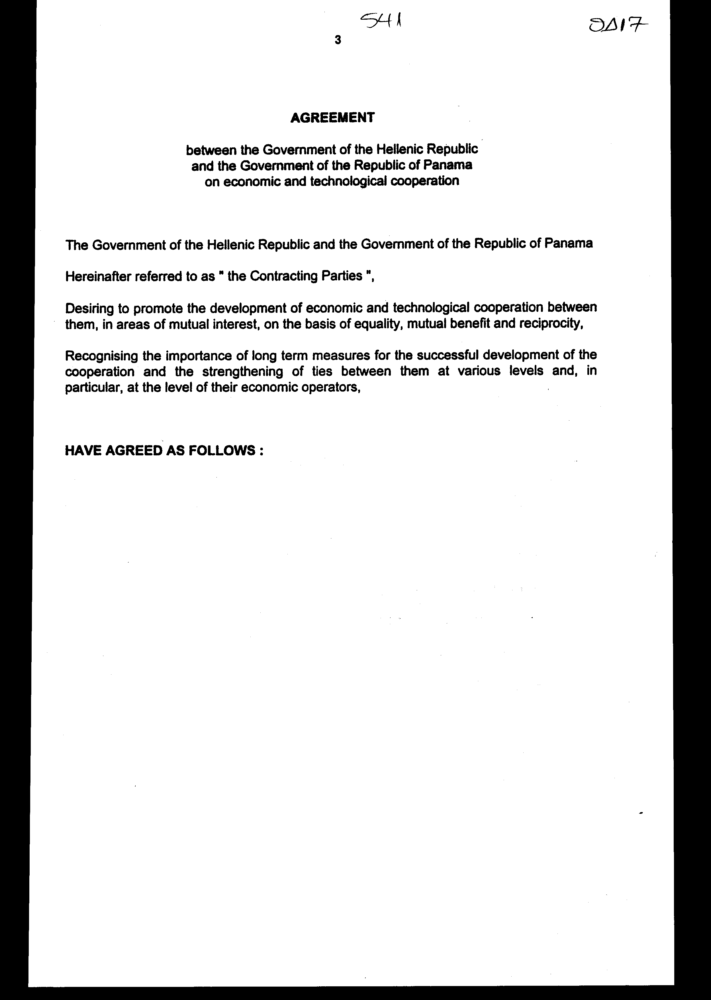 541
3
AGREEMENT
between the Government of the Hellenic Republic
and the Government of the Republic of Panama
on economic and technological cooperation
The Government of the Hellenic Republic and the Government of the Republic of Panama
Hereinafter referred to as " the Contracting Parties ",
Desiring to promote the development of economic and technological cooperation between
them, in areas of mutual interest, on the basis of equality, mutual benefit and reciprocity,
Recognising the importance of long term measures for the successful development of the
cooperation and the strengthening of ties between them at various levels and, in
particular, at the level of their economic operators,
HAVE AGREED AS FOLLOWS :